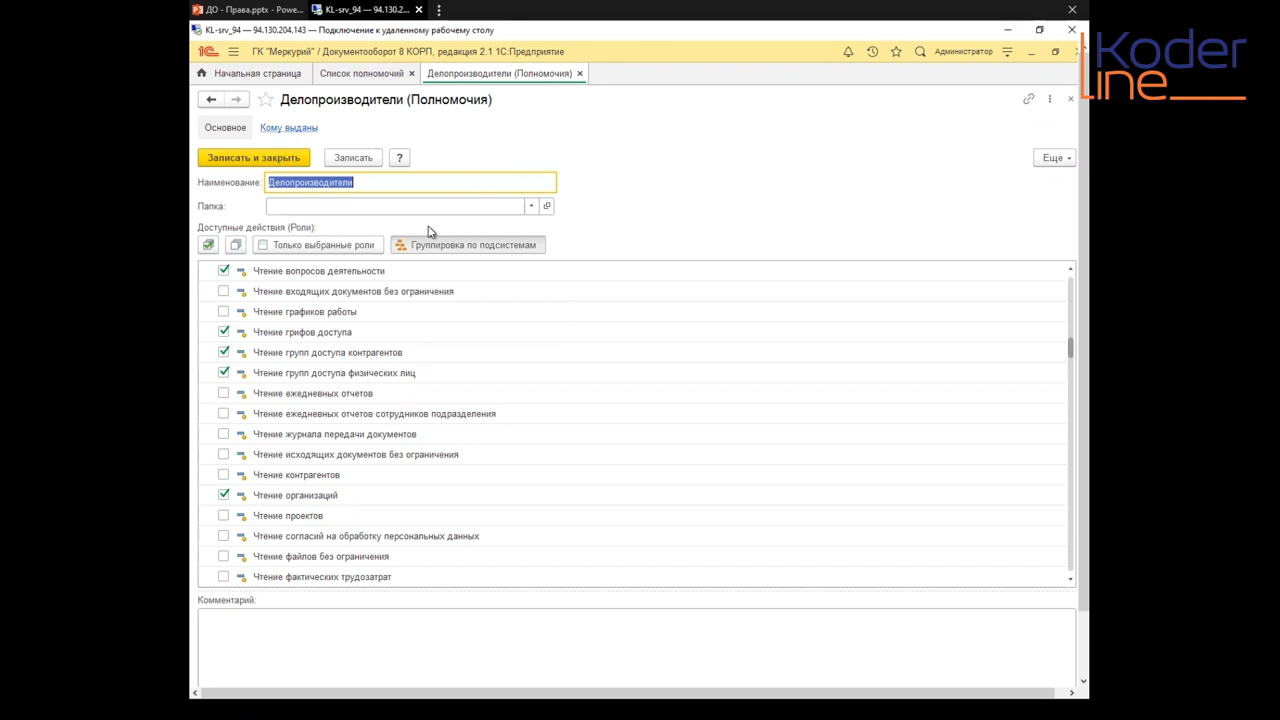 ДО - Права.pptx - Powe...
KL-srv_94 — 94.130.2...
KL-srv_94 — 94.130.204.143 — Подключение к удаленному рабочему столу
Koder
line
1С ГК "Меркурий" / Документооборот 8 КОРП, редакция 2.1 1С:Предприятие
Администратор
Начальная страница
Список полномочий
Делопроизводители (Полномочия)
Делопроизводители (Полномочия)
Основное
Кому выданы
Записать и закрыть
Записать
?
Еще
Наименование: Делопроизводители
Папка:
Доступные действия (Роли):
Только выбранные роли
Группировка по подсистемам
Чтение вопросов деятельности
Чтение входящих документов без ограничения
Чтение графиков работы
Чтение грифов доступа
Чтение групп доступа контрагентов
Чтение групп доступа физических лиц
Чтение ежедневных отчетов
Чтение ежедневных отчетов сотрудников подразделения
Чтение журнала передачи документов
Чтение исходящих документов без ограничения
Чтение контрагентов
Чтение организаций
Чтение проектов
Чтение согласий на обработку персональных данных
Чтение файлов без ограничения
Чтение фактических трудозатрат
Комментарий: